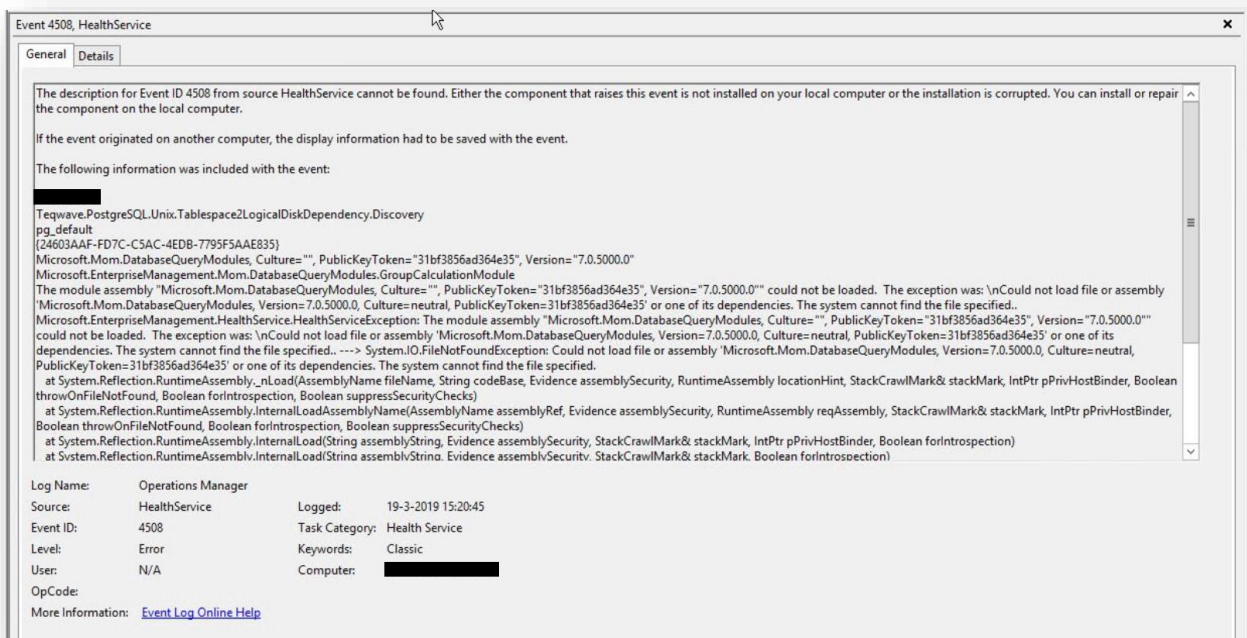 Event 4508, HealthService
General Details
The description for Event ID 4508 from source HealthService cannot be found. Either the component that raises this event is not installed on your local computer or the installation is corrupted. You can install or repair
the component on the local computer.
If the event originated on another computer, the display information had to be saved with the event.
The following information was included with the event:
Teqwave.PostgreSQL.Unix.Tablespace2LogicalDiskDependency.Discovery
pg_default
{24603AAF-FD7C-C5AC-4EDB-7795F5AAE835}
Microsoft.Mom.DatabaseQueryModules, Culture="", PublicKeyToken="31bf3856ad364e35", Version="7.0.5000.0"
Microsoft.EnterpriseManagement.Mom.DatabaseQueryModules.GroupCalculationModule
The module assembly "Microsoft.Mom.DatabaseQueryModules, Culture="", PublicKeyToken="31bf3856ad364e35", Version="7.0.5000.0"" could not be loaded.  The exception was: \nCould not load file or assembly
'Microsoft.Mom.DatabaseQueryModules, Version=7.0.5000.0, Culture=neutral, PublicKeyToken=31bf3856ad364e35' or one of its dependencies. The system cannot find the file specified..
Microsoft.EnterpriseManagement.HealthService.HealthServiceException: The module assembly "Microsoft.Mom.DatabaseQueryModules, Culture="", PublicKeyToken="31bf3856ad364e35", Version="7.0.5000.0""
could not be loaded.  The exception was: \nCould not load file or assembly 'Microsoft.Mom.DatabaseQueryModules, Version=7.0.5000.0, Culture=neutral, PublicKeyToken=31bf3856ad364e35' or one of its
dependencies. The system cannot find the file specified.. ---> System.IO.FileNotFoundException: Could not load file or assembly 'Microsoft.Mom.DatabaseQueryModules, Version=7.0.5000.0, Culture=neutral,
PublicKeyToken=31bf3856ad364e35' or one of its dependencies. The system cannot find the file specified.
at System.Reflection.RuntimeAssembly._nLoad(AssemblyName fileName, String codeBase, Evidence assemblySecurity, RuntimeAssembly locationHint, StackCrawlMark& stackMark, IntPtr pPrivHostBinder, Boolean
throwOnFileNotFound, Boolean forIntrospection, Boolean suppressSecurityChecks)
at System.Reflection.RuntimeAssembly.InternalLoadAssemblyName(AssemblyName assemblyRef, Evidence assemblySecurity, RuntimeAssembly reqAssembly, StackCrawlMark& stackMark, IntPtr pPrivHostBinder,
Boolean throwOnFileNotFound, Boolean forIntrospection, Boolean suppressSecurityChecks)
at System.Reflection.RuntimeAssembly.InternalLoad(String assemblyString, Evidence assemblySecurity, StackCrawlMark& stackMark, IntPtr pPrivHostBinder, Boolean forIntrospection)
at System.Reflection.RuntimeAssembly.InternalLoad(String assemblyString, Evidence assemblySecurity, StackCrawlMark& stackMark, Boolean forIntrospection)
Log Name: Operations Manager
Source: HealthService Logged: 19-3-2019 15:20:45
Event ID: 4508 Task Category: Health Service
Level: Error Keywords: Classic
User: N/A Computer:
OpCode:
More Information: Event Log Online Help